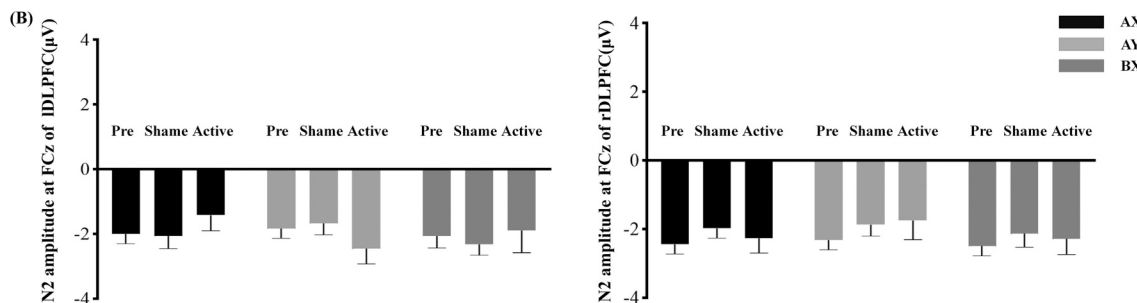 (B)
N2 amplitude at FCz of lDLPFC(μV)
4
2
0
-2
-4
Pre Shame Active Pre Shame Active Pre Shame Active
N2 amplitude at FCz of rDLPFC(μV)
4
2
0
-2
-4
Pre Shame Active Pre Shame Active Pre Shame Active
AX
AY
BX